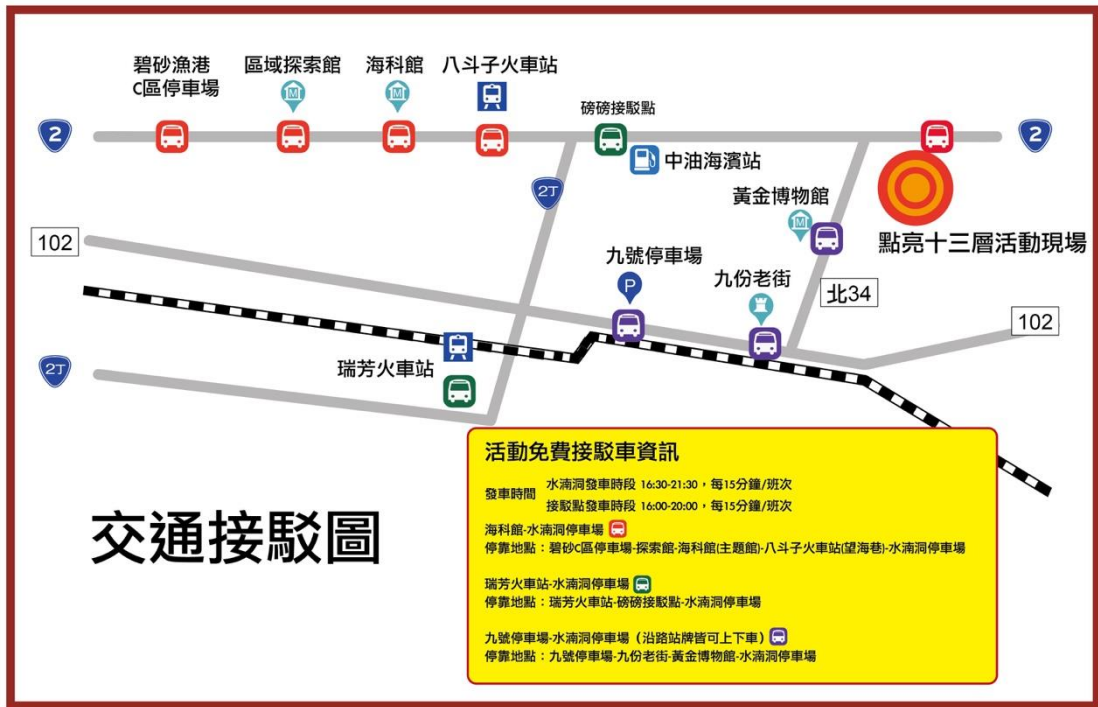 碧砂漁港
C區停車場
區域探索館
海科館
八斗子火車站
磅磅接駁點
2
2
中油海濱站
2丁
黃金博物館
點亮十三層活動現場
102
九號停車場
P
九份老街
北34
102
瑞芳火車站
2丁
交通接駁圖
活動免費接駁車資訊
發車時間 水湳洞發車時段 16:30-21:30，每15分鐘/班次
接駁點發車時段 16:00-20:00，每15分鐘/班次
海科館-水湳洞停車場
停靠地點：碧砂C區停車場-探索館-海科館(主題館)-八斗子火車站(望海巷)-水湳洞停車場
瑞芳火車站-水湳洞停車場
停靠地點：瑞芳火車站-磅磅接駁點-水湳洞停車場
九號停車場-水湳洞停車場（沿路站牌皆可上下車）
停靠地點：九號停車場-九份老街-黃金博物館-水湳洞停車場